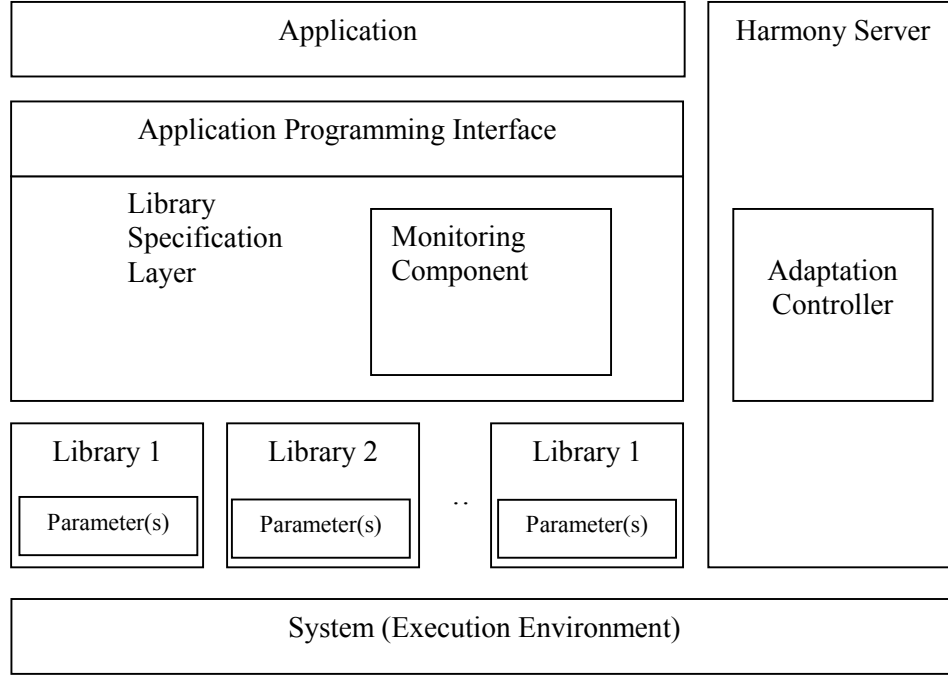 Application
Harmony Server
Application Programming Interface
Library
Specification
Layer
Monitoring
Component
Adaptation
Controller
Library 1
Parameter(s)
Library 2
Parameter(s)
..
Library 1
Parameter(s)
System (Execution Environment)